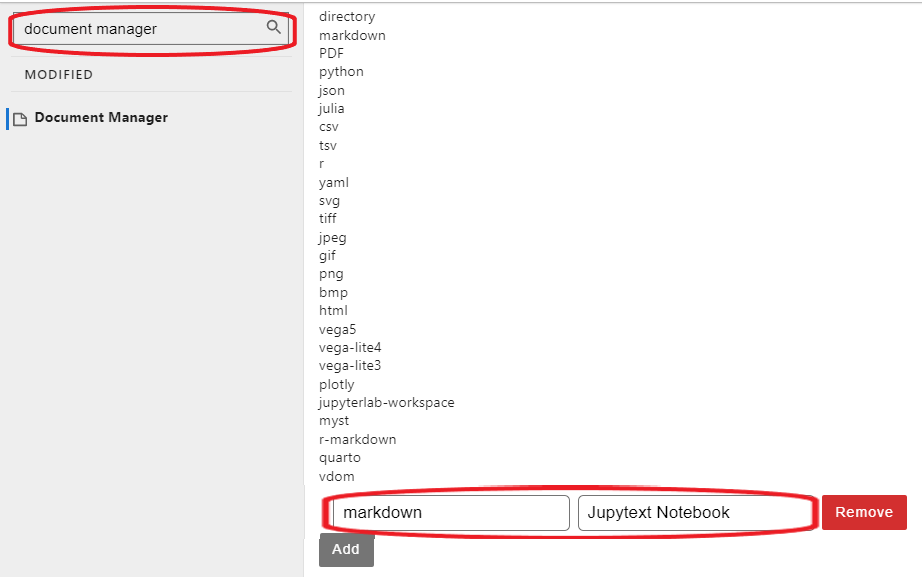 document manager
MODIFIED
Document Manager
directory
markdown
PDF
python
json
julia
csv
tsv
r
yaml
svg
tiff
jpeg
gif
png
bmp
html
vega5
vega-lite4
vega-lite3
plotly
jupyterlab-workspace
myst
r-markdown
quarto
vdom
markdown Jupytext Notebook Remove
Add